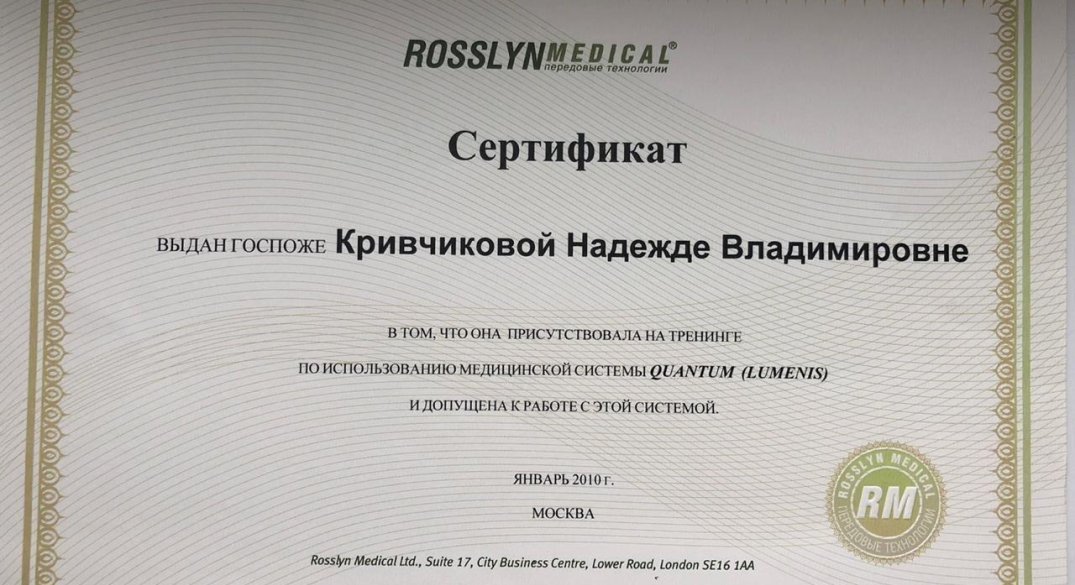 ROSSLYNMEDICAL®
передовые технологии
Сертификат
ВЫДАН ГОСПОЖЕ Кривчиковой Надежде Владимировне
В ТОМ, ЧТО ОНА ПРИСУТСТВОВАЛА НА ТРЕНИНГЕ
ПО ИСПОЛЬЗОВАНИЮ МЕДИЦИНСКОЙ СИСТЕМЫ QUANTUM (LUMENIS)
И ДОПУЩЕНА К РАБОТЕ С ЭТОЙ СИСТЕМОЙ.
ЯНВАРЬ 2010 г.
МОСКВА
ROSSLYN MEDICAL
RM
ПЕРЕДОВЫЕ ТЕХНОЛОГИИ
Rosslyn Medical Ltd., Suite 17, City Business Centre, Lower Road, London SE16 1AA